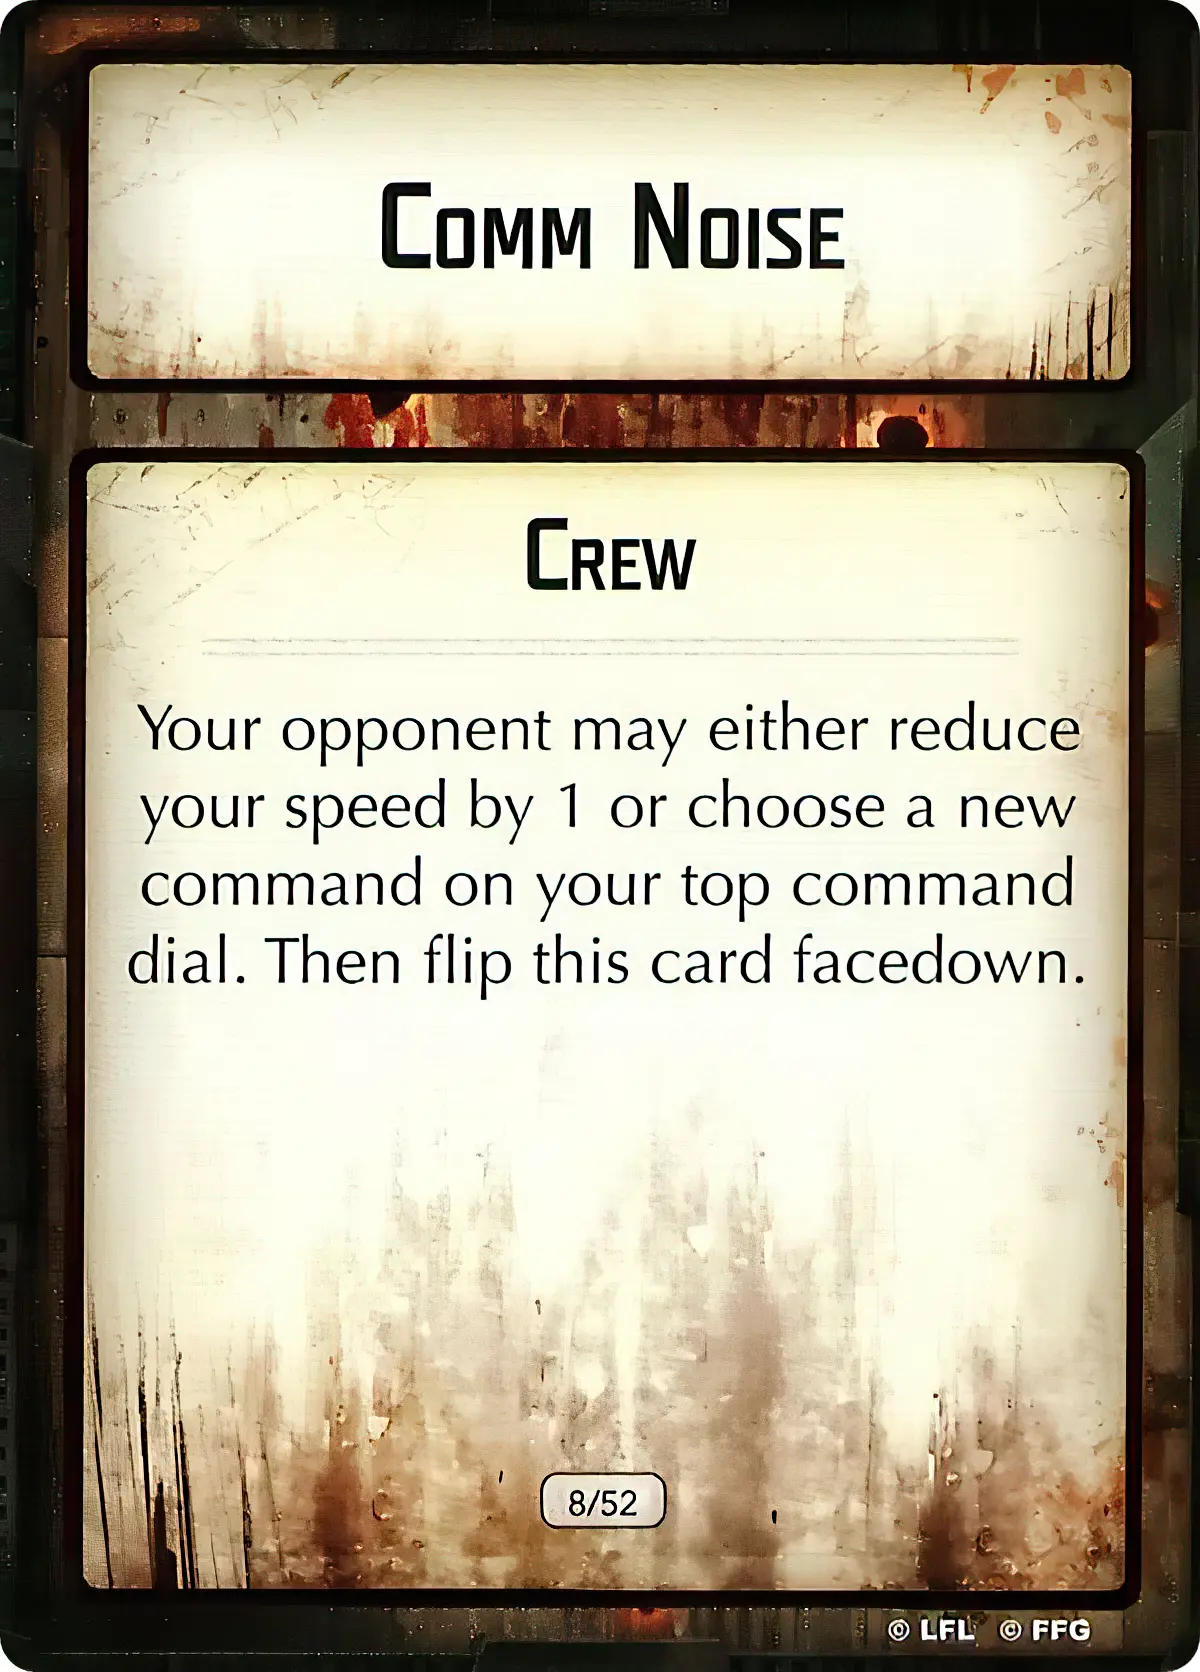 Comm Noise
Crew
Your opponent may either reduce
your speed by 1 or choose a new
command on your top command
dial. Then flip this card facedown.
8/52
© LFL © FFG